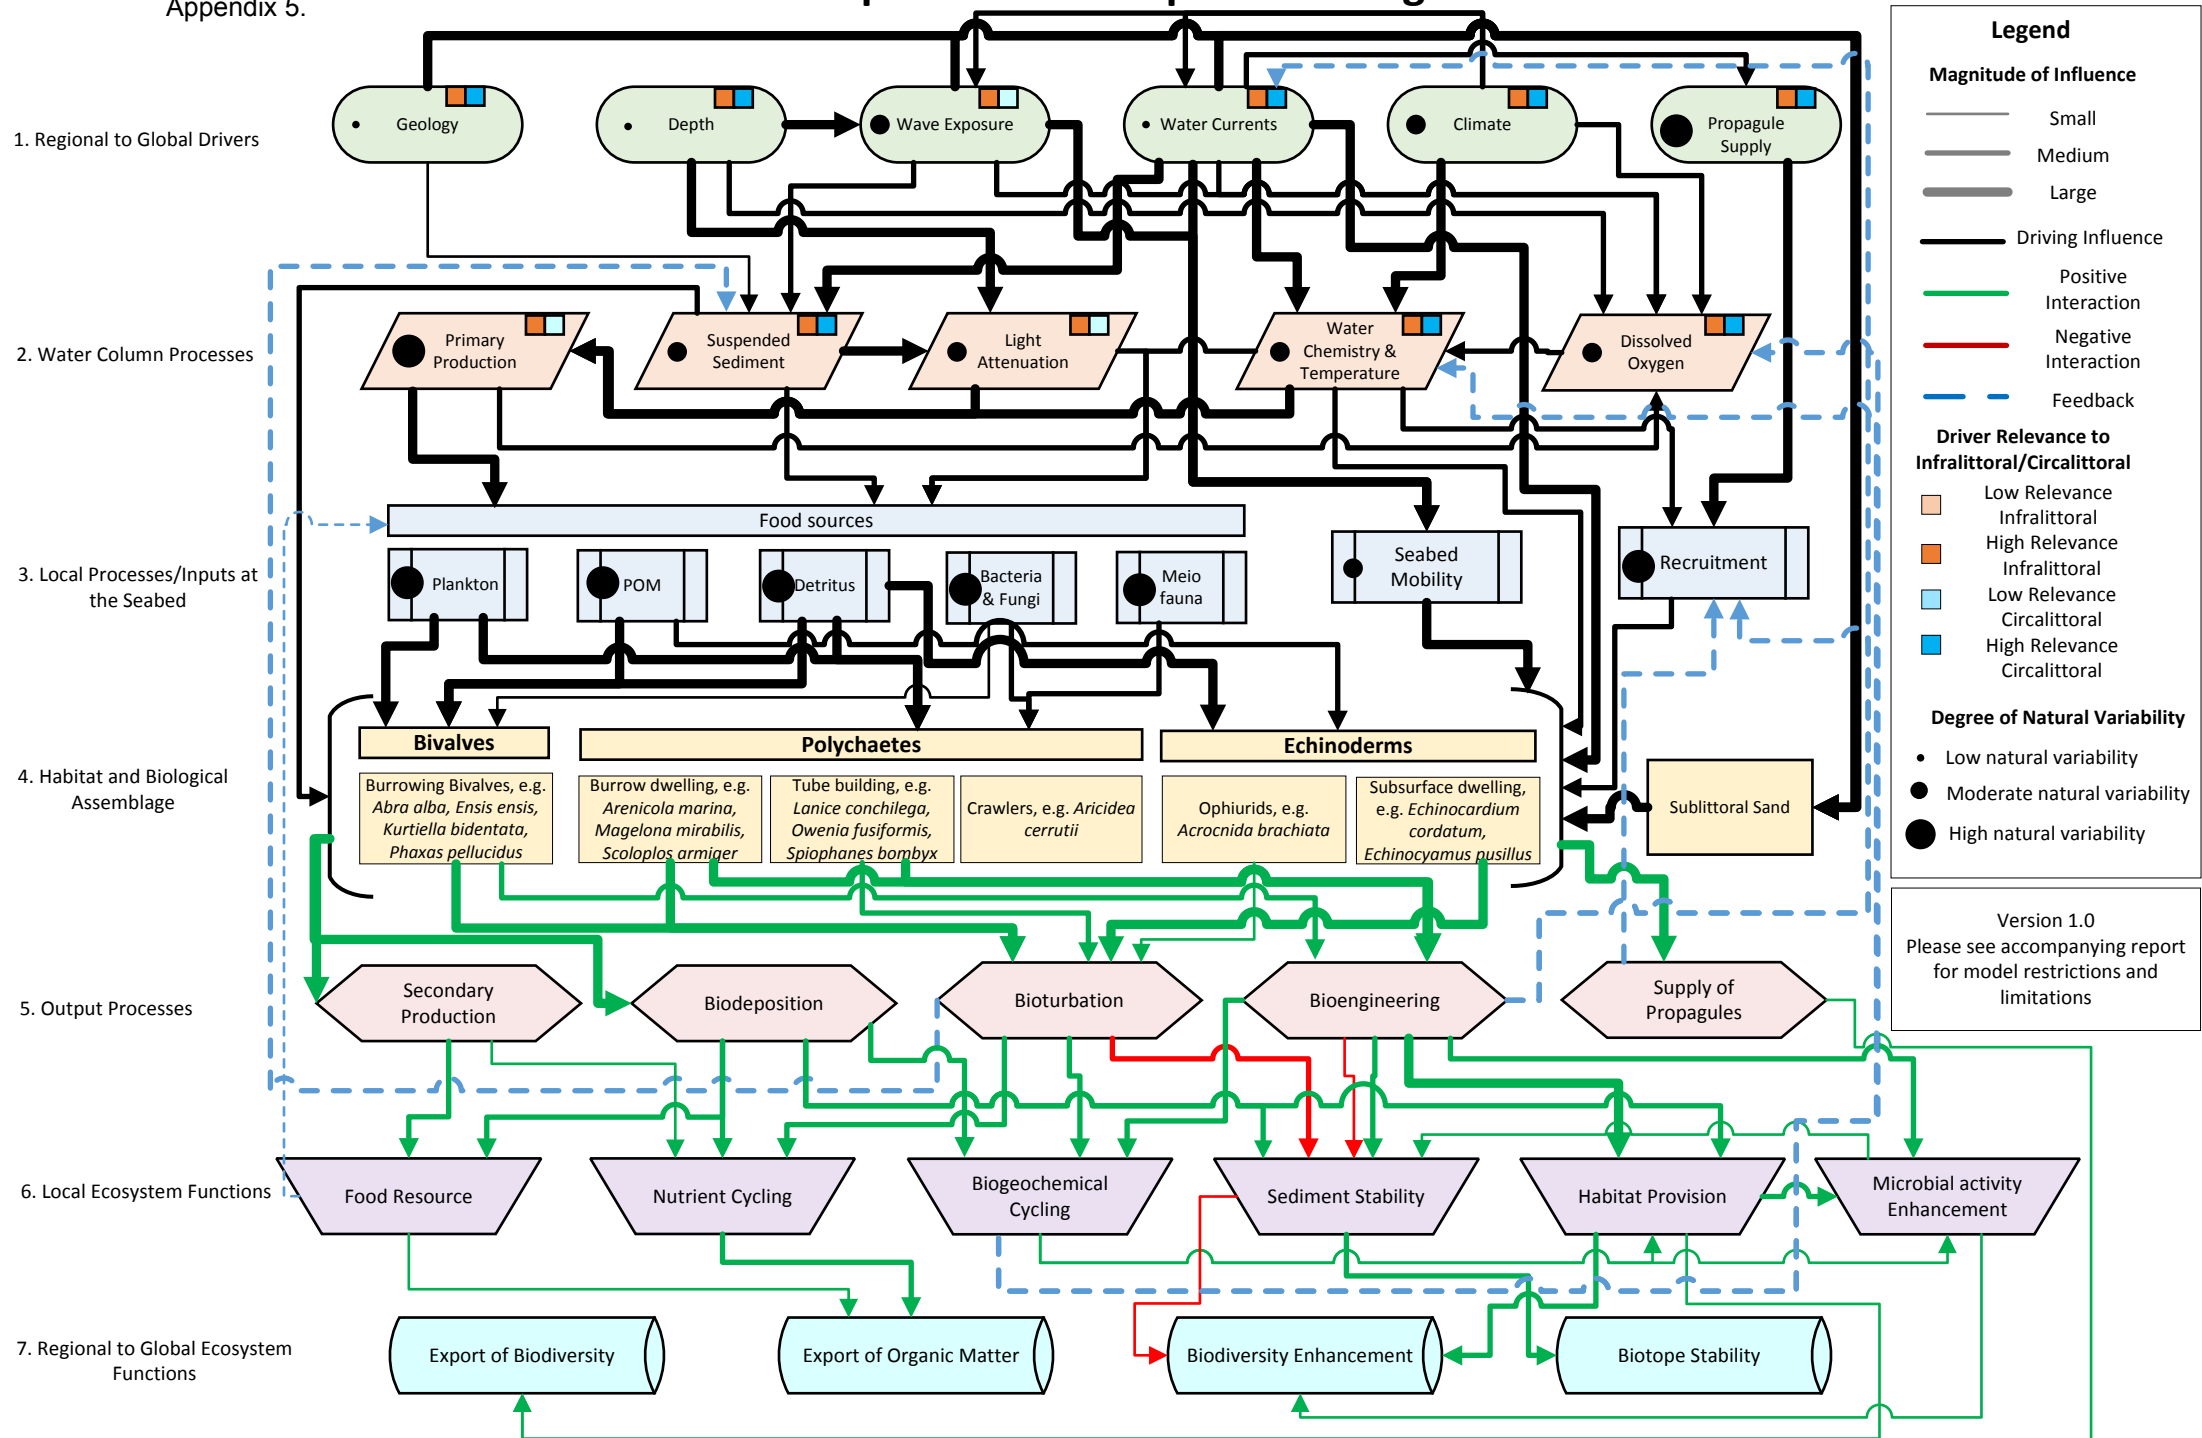 Appendix 5.
Legend
Magnitude of Influence
Small
Medium
Large
Driving Influence
Positive
Interaction
Negative
Interaction
Feedback
Driver Relevance to
Infralittoral/Circalittoral
Low Relevance
Infralittoral
High Relevance
Infralittoral
Low Relevance
Circalittoral
High Relevance
Circalittoral
Degree of Natural Variability
Low natural variability
Moderate natural variability
High natural variability
Version 1.0
Please see accompanying report
for model restrictions and
limitations
1. Regional to Global Drivers
Geology
Depth
Wave Exposure
Water Currents
Climate
Propagule
Supply
2. Water Column Processes
Primary
Production
Suspended
Sediment
Light
Attenuation
Water
Chemistry &
Temperature
Dissolved
Oxygen
3. Local Processes/Inputs at
the Seabed
Food sources
Plankton
POM
Detritus
Bacteria
& Fungi
Meio
fauna
Seabed
Mobility
Recruitment
4. Habitat and Biological
Assemblage
Bivalves
Polychaetes
Echinoderms
Burrowing Bivalves, e.g.
Abra alba, Ensis ensis,
Kurtiella bidentata,
Phaxas pellucidus
Burrow dwelling, e.g.
Arenicola marina,
Magelona mirabilis,
Scoloplos armiger
Tube building, e.g.
Lanice conchilega,
Owenia fusiformis,
Spiophanes bombyx
Crawlers, e.g. Aricidea
cerrutii
Ophiurids, e.g.
Acrocnida brachiata
Subsurface dwelling,
e.g. Echinocardium
cordatum,
Echinocyamus pusillus
Sublittoral Sand
5. Output Processes
Secondary
Production
Biodeposition
Bioturbation
Bioengineering
Supply of
Propagules
6. Local Ecosystem Functions
Food Resource
Nutrient Cycling
Biogeochemical
Cycling
Sediment Stability
Habitat Provision
Microbial activity
Enhancement
7. Regional to Global Ecosystem
Functions
Export of Biodiversity
Export of Organic Matter
Biodiversity Enhancement
Biotope Stability